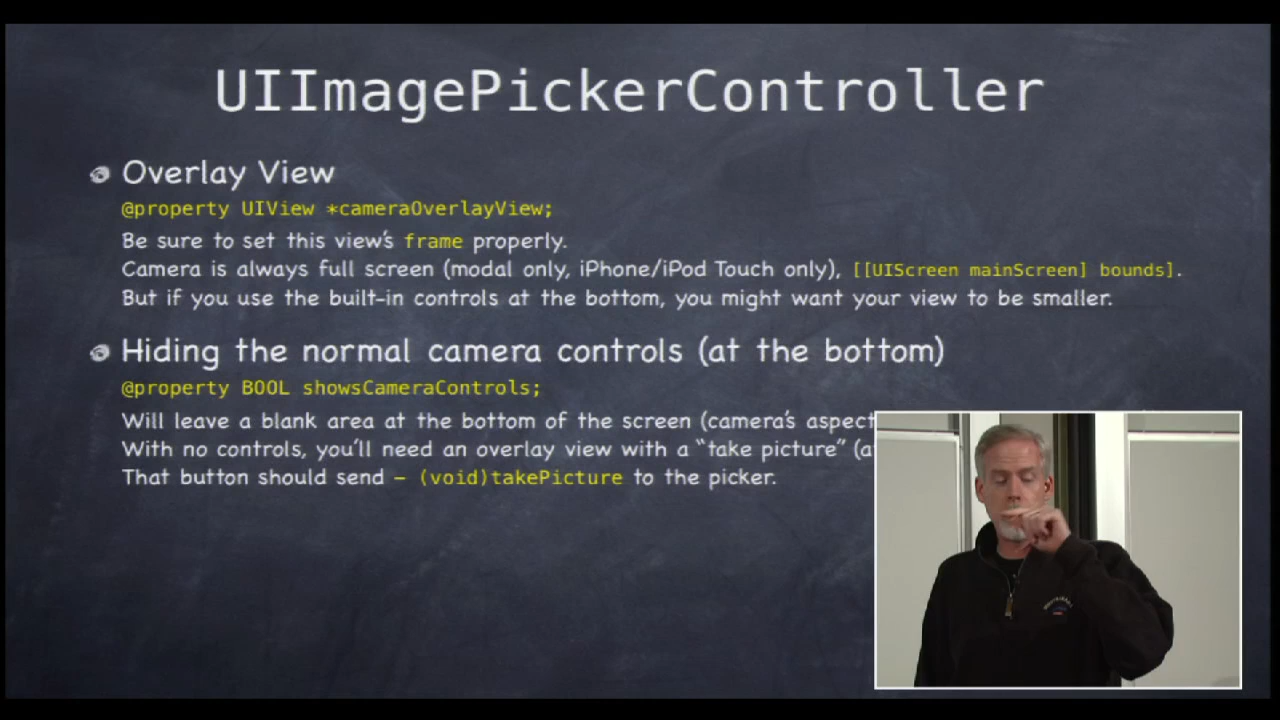 UIImagePickerController
Overlay View
@property UIView *cameraOverlayView;
Be sure to set this view's frame properly.
Camera is always full screen (modal only, iPhone/iPod Touch only), [[UIScreen mainScreen] bounds].
But if you use the built-in controls at the bottom, you might want your view to be smaller.
Hiding the normal camera controls (at the bottom)
@property BOOL showsCameraControls;
Will leave a blank area at the bottom of the screen (camera's aspect
With no controls, you'll need an overlay view with a "take picture" (a
That button should send - (void)takePicture to the picker.